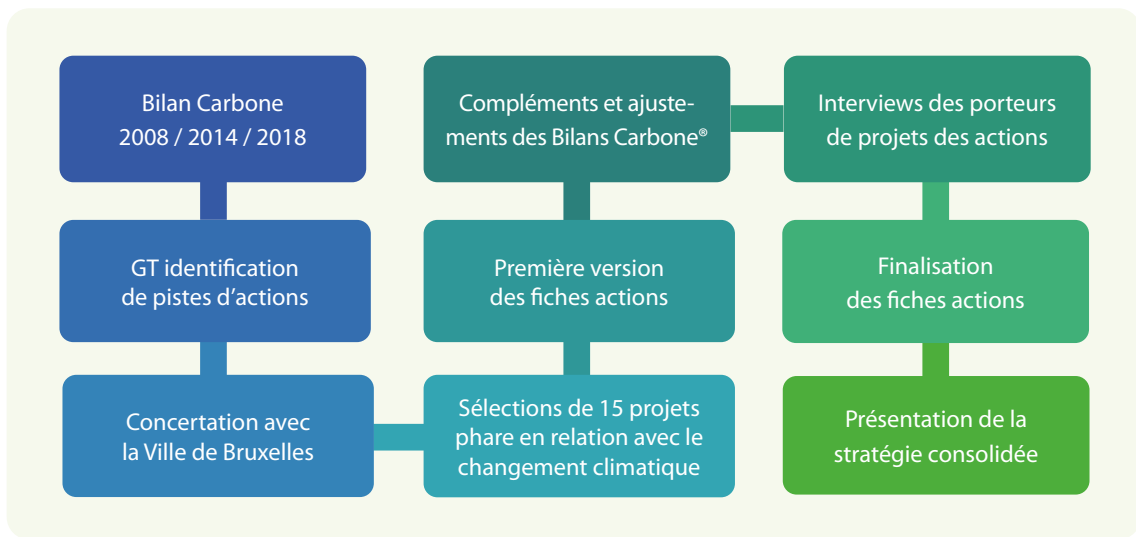 Bilan Carbone
2008 / 2014 / 2018
GT identification
de pistes d’actions
Concertation avec
la Ville de Bruxelles
Sélections de 15 projets
phare en relation avec le
changement climatique
Première version
des fiches actions
Compléments et ajuste-
ments des Bilans Carbone®
Interviews des porteurs
de projets des actions
Finalisation
des fiches actions
Présentation de la
stratégie consolidée